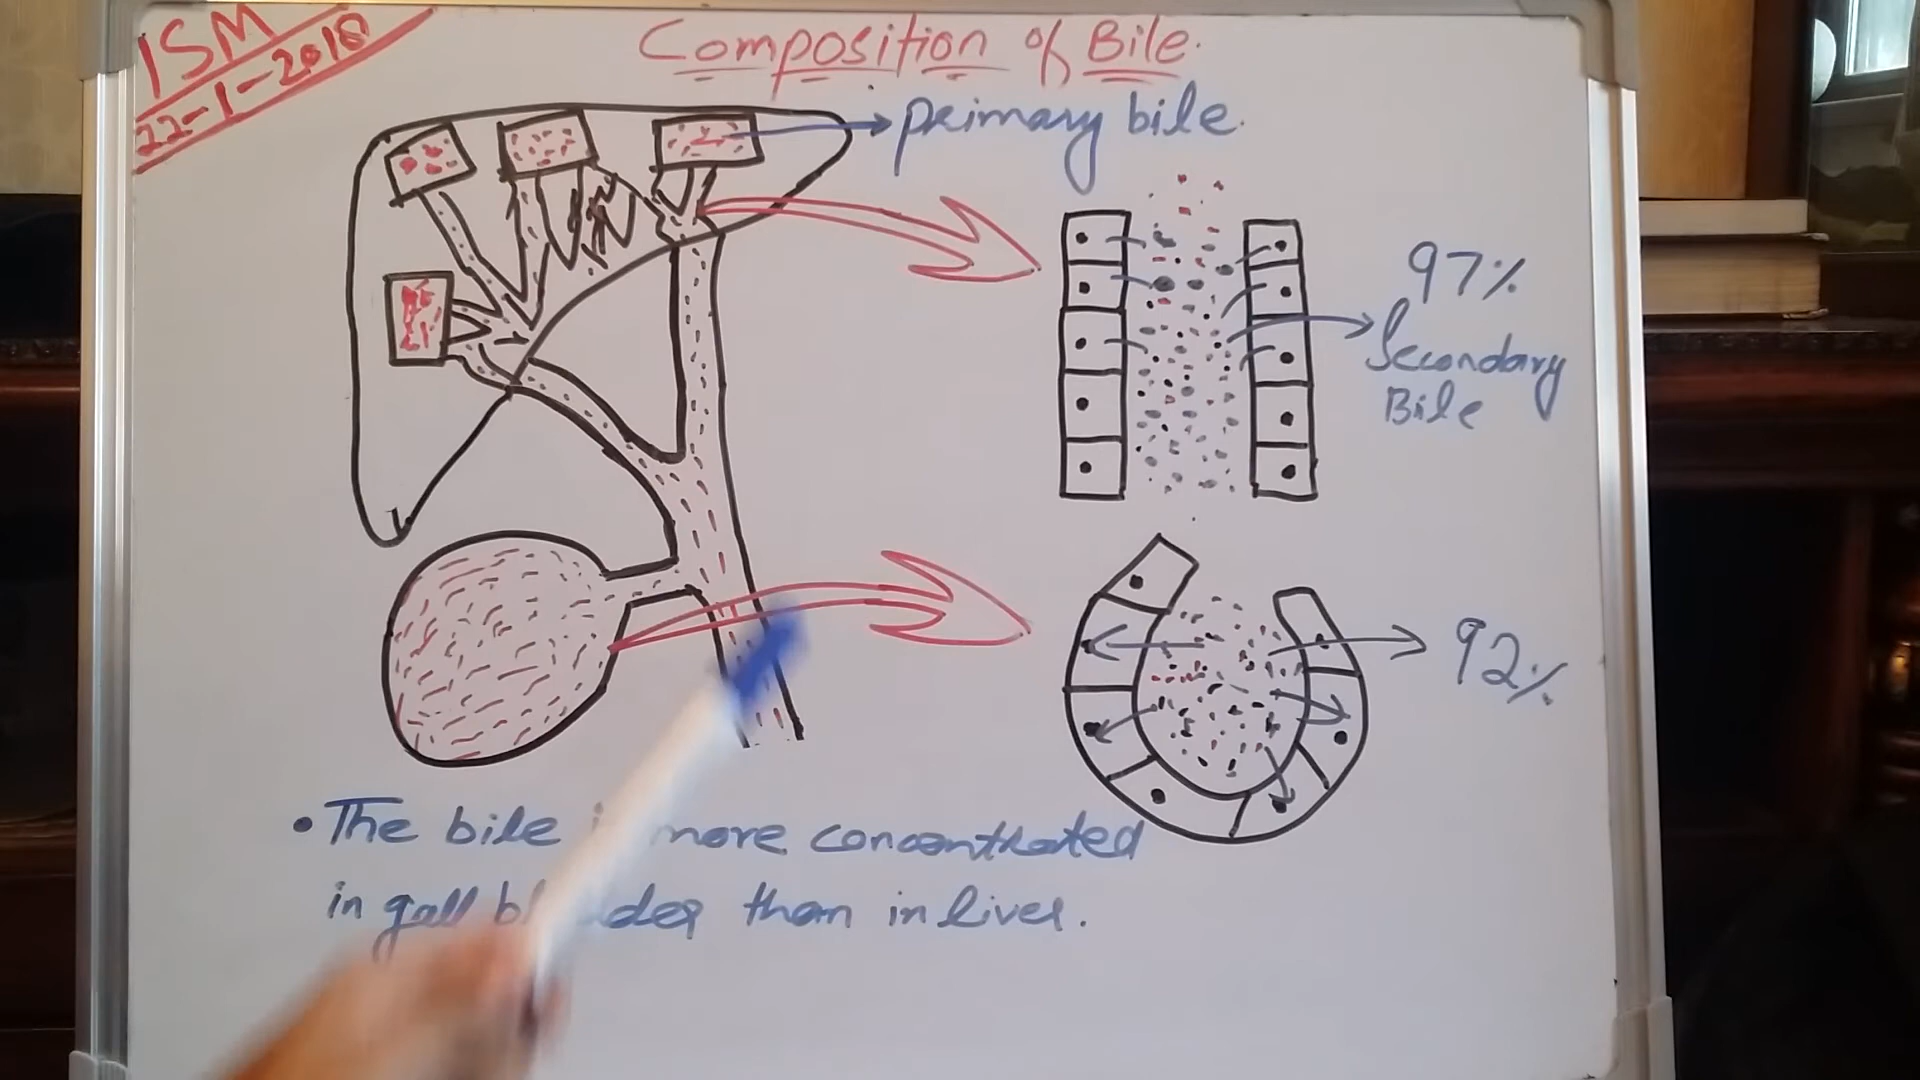 ISM
22-1-2018
Composition of Bile.
primary bile.
97%
Secondary
Bile
92%
• The bile more concentrated
in gall than in liver.